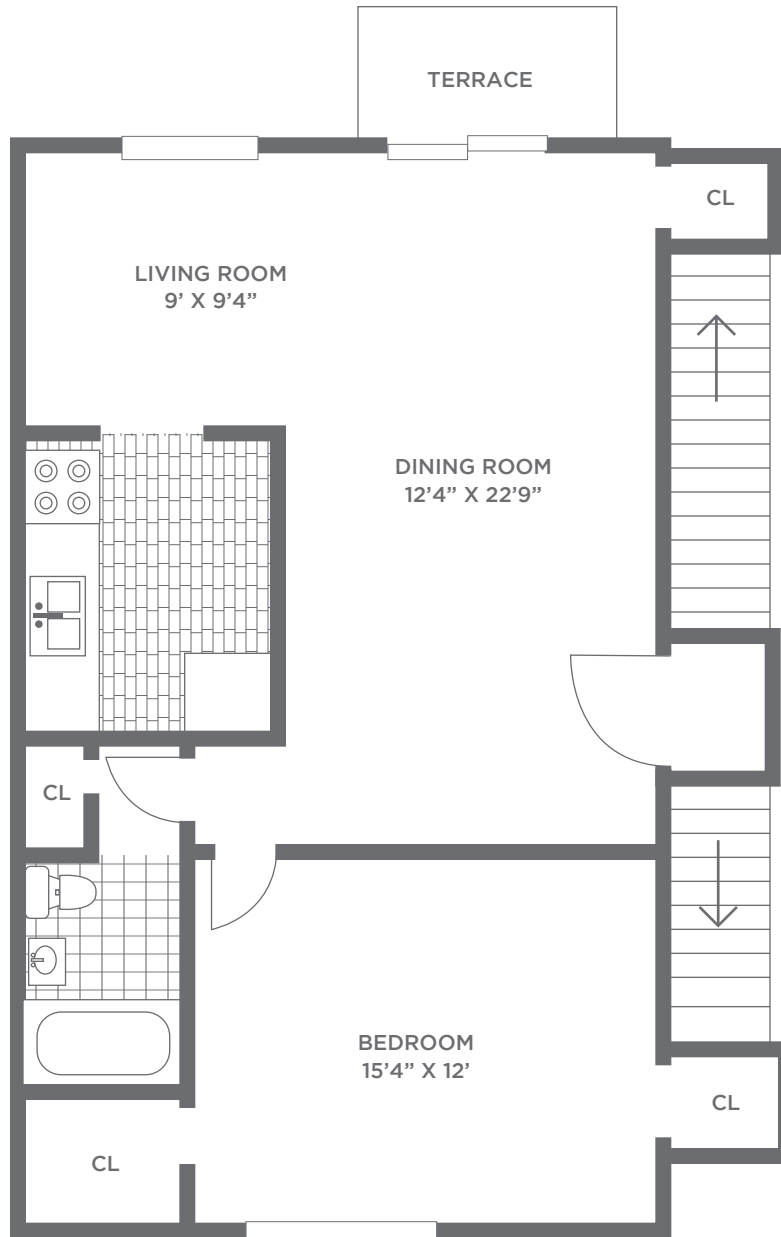 TERRACE
CL
LIVING ROOM
9’ X 9’4”
DINING ROOM
12’4” X 22’9”
CL
BEDROOM
15’4” X 12'
CL
CL